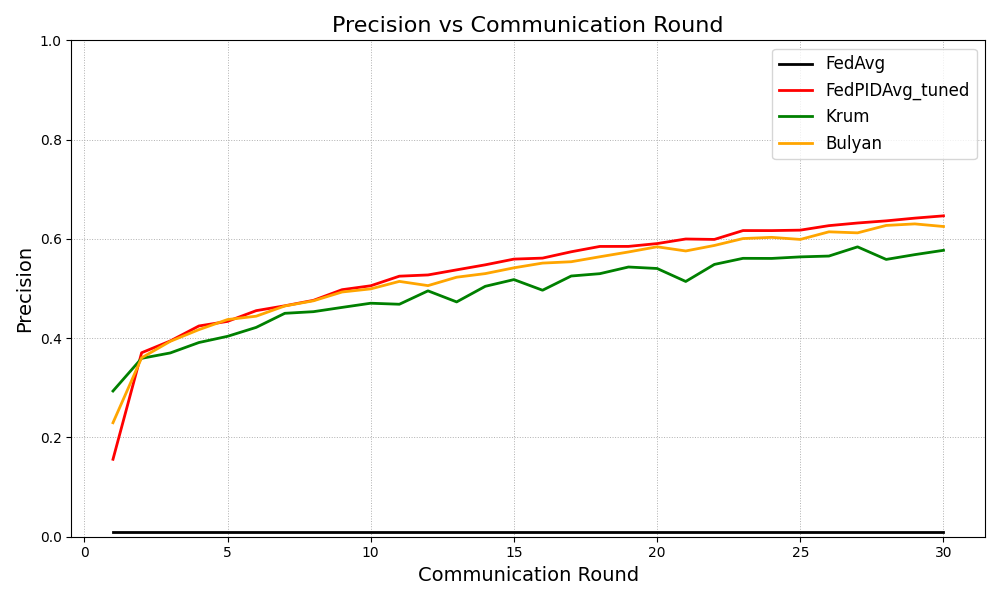 Precision vs Communication Round
FedAvg
FedPIDAvg_tuned
Krum
Bulyan
Precision
1.0
0.8
0.6
0.4
0.2
0.0
0 5 10 15 20 25 30
Communication Round